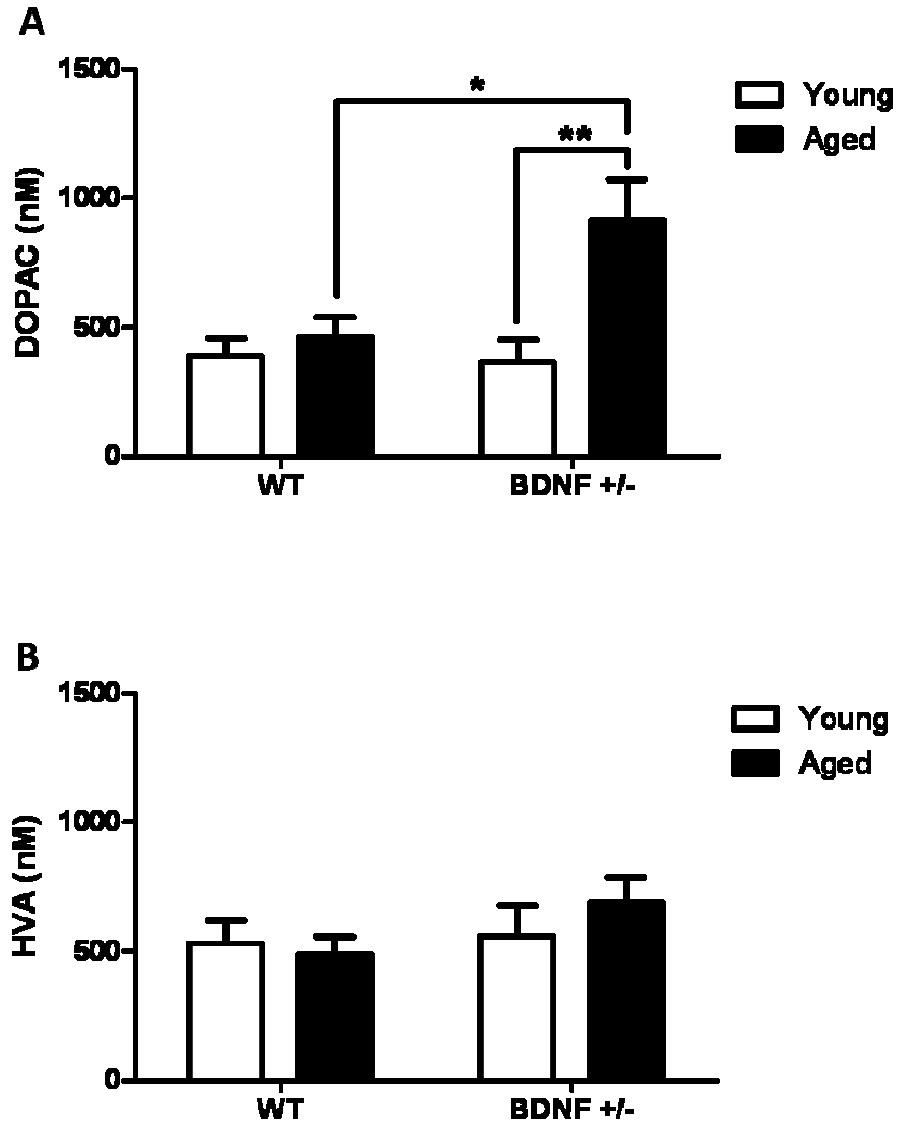 A
1500
*
Young
**
Aged
1000
DOPAC (nM)
500
0
WT BDNF +/-
B
1500
Young
Aged
1000
HVA (nM)
500
0
WT BDNF +/-